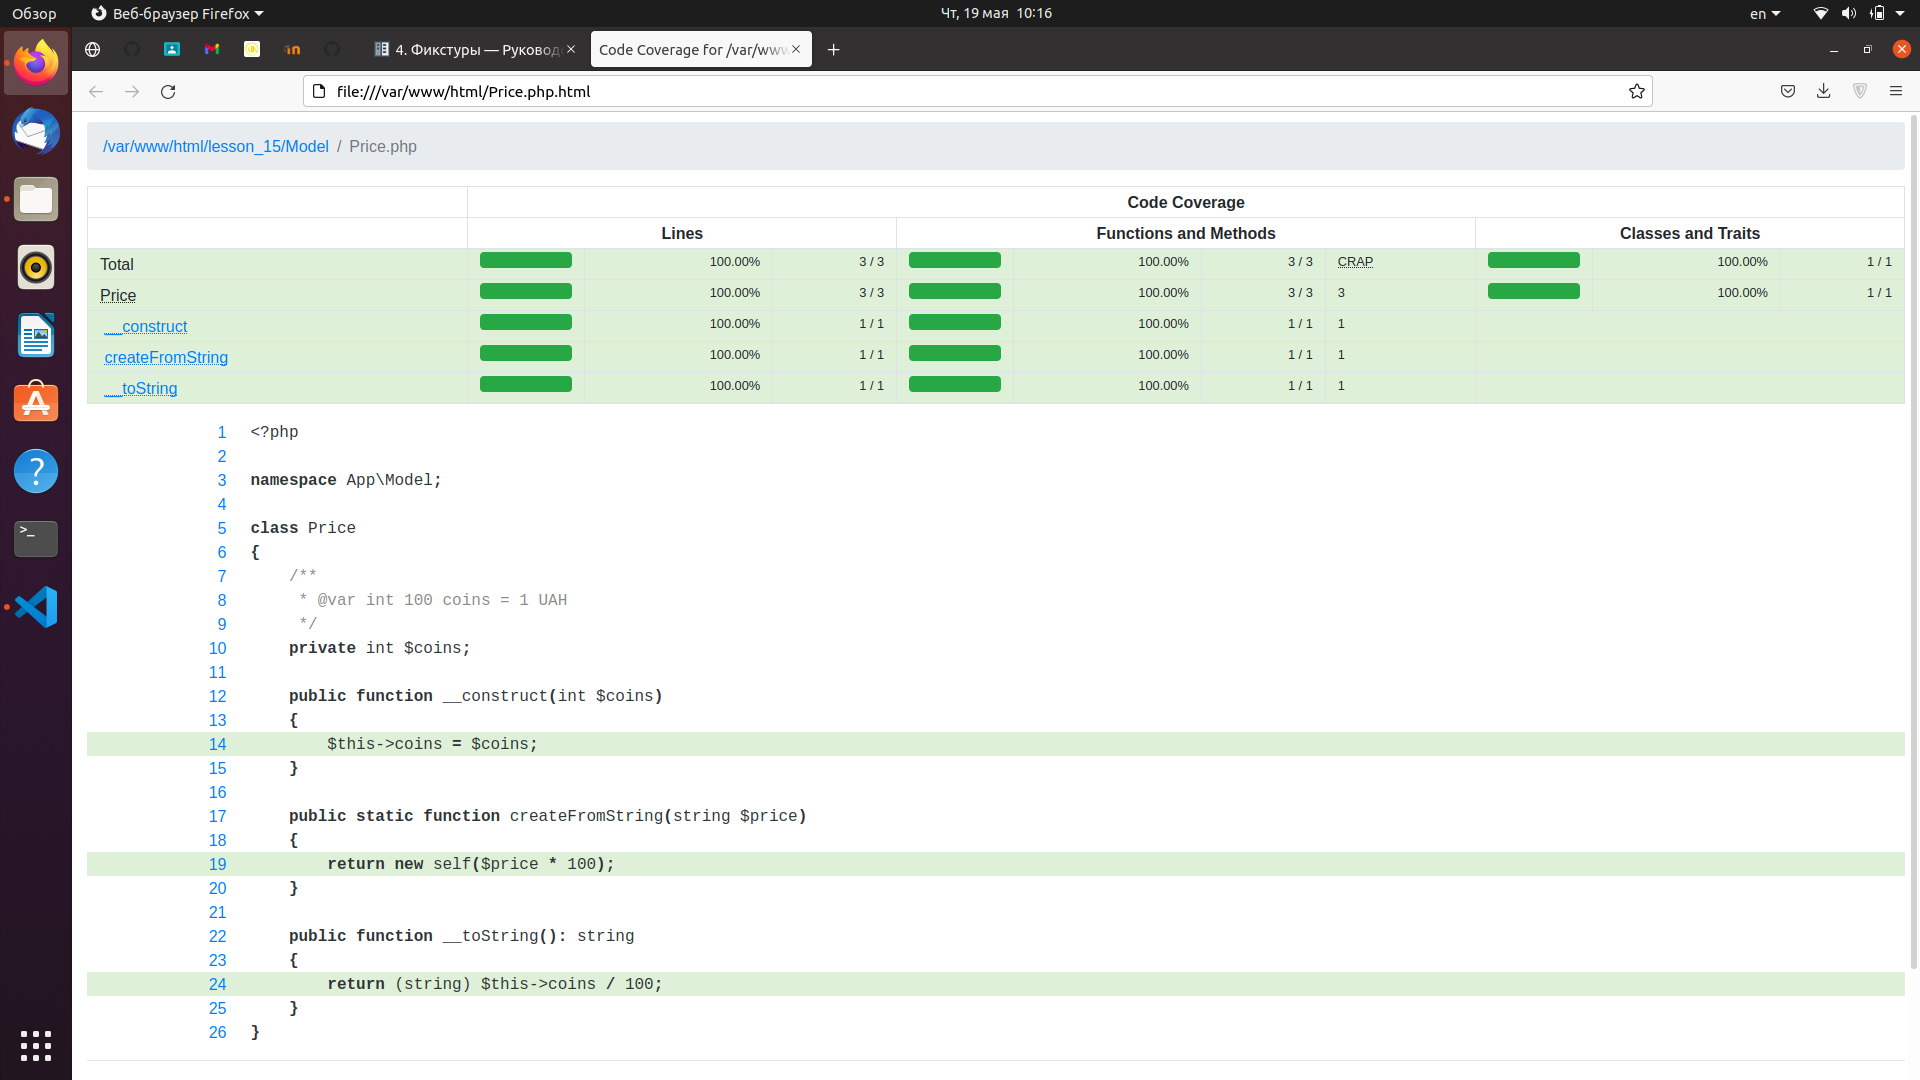 Обзор Веб-браузер Firefox Чт, 19 мая 10:16 en
4. Фикстуры — Руковод Code Coverage for /var/www
file:///var/www/html/Price.php.html
/var/www/html/lesson_15/Model / Price.php
Code Coverage
Lines Functions and Methods Classes and Traits
Total 100.00% 3 / 3 100.00% 3 / 3 CRAP 100.00% 1 / 1
Price 100.00% 3 / 3 100.00% 3 / 3 3 100.00% 1 / 1
__construct 100.00% 1 / 1 100.00% 1 / 1 1
createFromString 100.00% 1 / 1 100.00% 1 / 1 1
__toString 100.00% 1 / 1 100.00% 1 / 1 1
1 <?php
2
3 namespace App\Model;
4
5 class Price
6 {
7     /**
8      * @var int 100 coins = 1 UAH
9      */
10     private int $coins;
11
12     public function __construct(int $coins)
13     {
14         $this->coins = $coins;
15     }
16
17     public static function createFromString(string $price)
18     {
19         return new self($price * 100);
20     }
21
22     public function __toString(): string
23     {
24         return (string) $this->coins / 100;
25     }
26 }